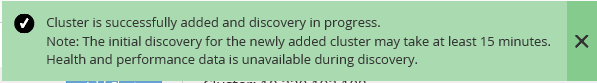 Cluster is successfully added and discovery in progress.
Note: The initial discovery for the newly added cluster may take at least 15 minutes.
Health and performance data is unavailable during discovery.